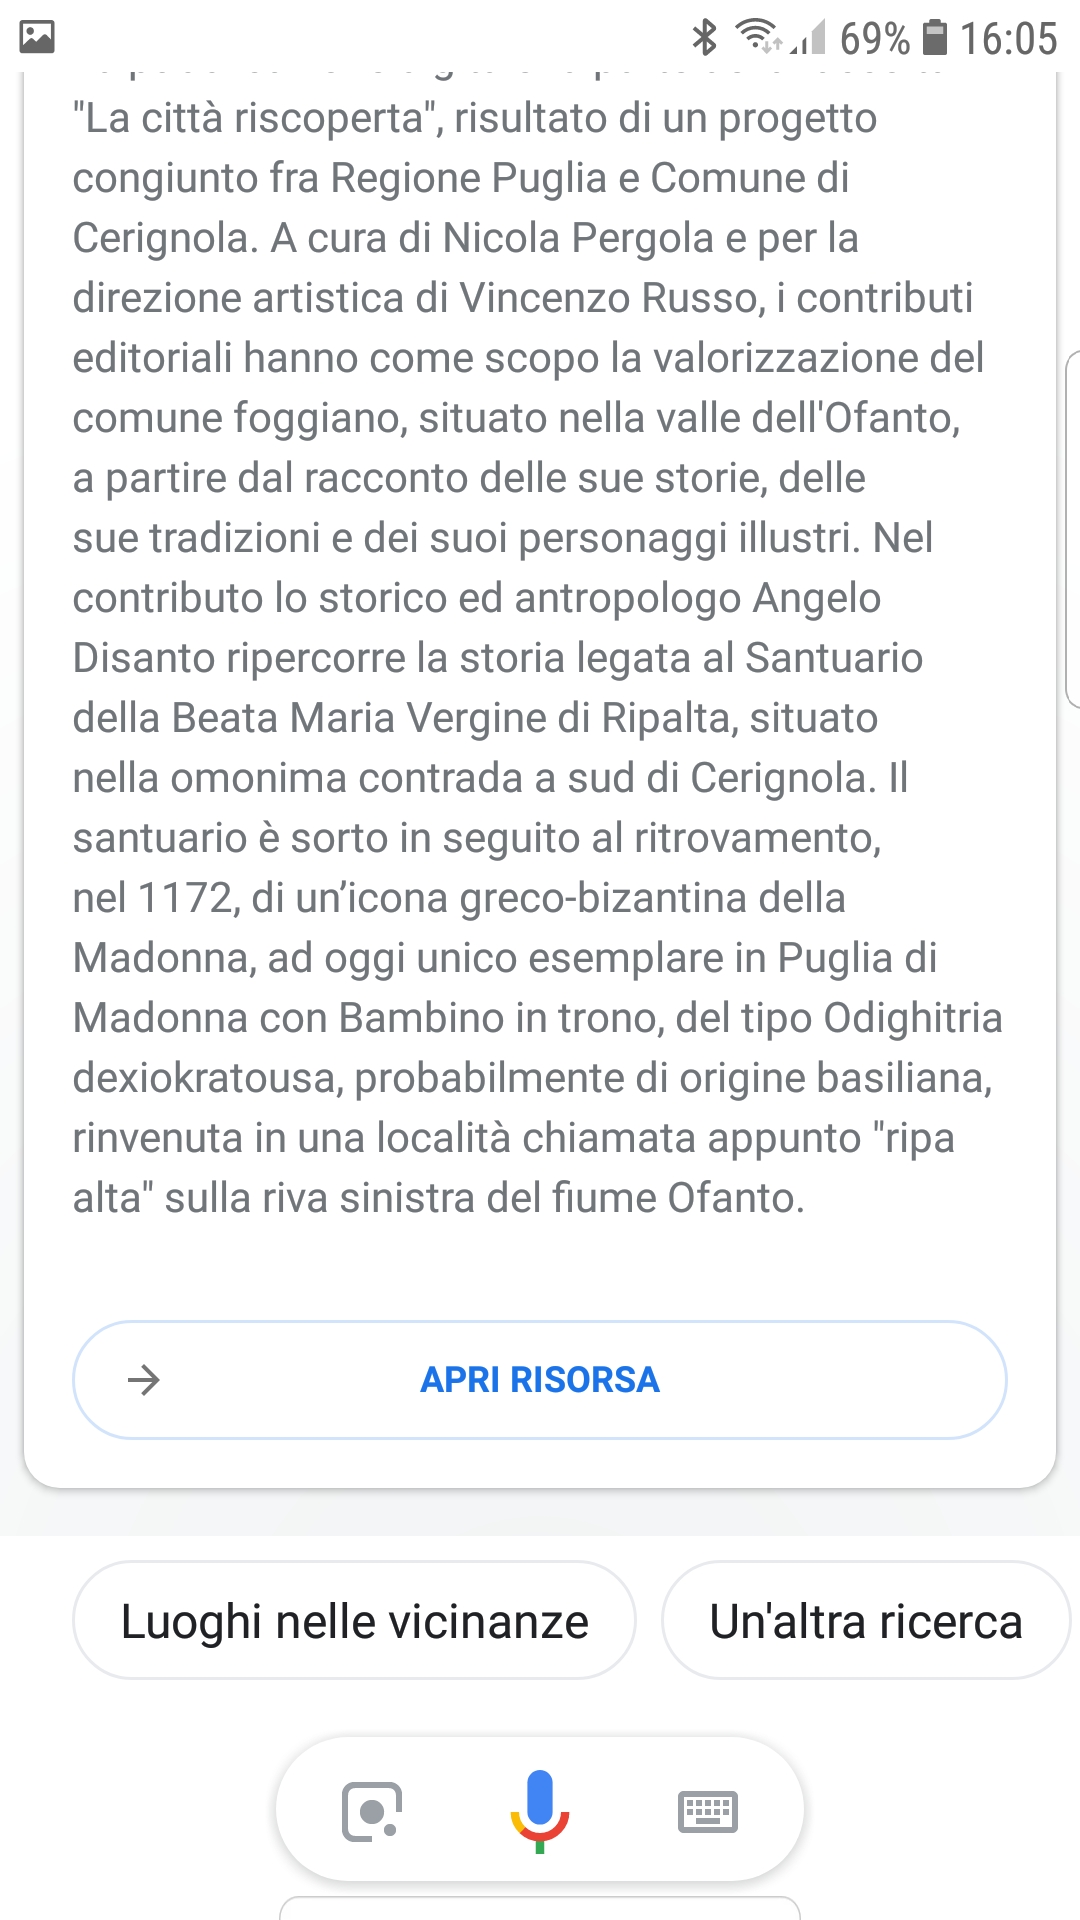 69% 16:05
"La città riscoperta", risultato di un progetto
congiunto fra Regione Puglia e Comune di
Cerignola. A cura di Nicola Pergola e per la
direzione artistica di Vincenzo Russo, i contributi
editoriali hanno come scopo la valorizzazione del
comune foggiano, situato nella valle dell'Ofanto,
a partire dal racconto delle sue storie, delle
sue tradizioni e dei suoi personaggi illustri. Nel
contributo lo storico ed antropologo Angelo
Disanto ripercorre la storia legata al Santuario
della Beata Maria Vergine di Ripalta, situato
nella omonima contrada a sud di Cerignola. Il
santuario è sorto in seguito al ritrovamento,
nel 1172, di un’icona greco-bizantina della
Madonna, ad oggi unico esemplare in Puglia di
Madonna con Bambino in trono, del tipo Odighitria
dexiokratousa, probabilmente di origine basiliana,
rinvenuta in una località chiamata appunto "ripa
alta" sulla riva sinistra del fiume Ofanto.
APRI RISORSA
Luoghi nelle vicinanze
Un'altra ricerca